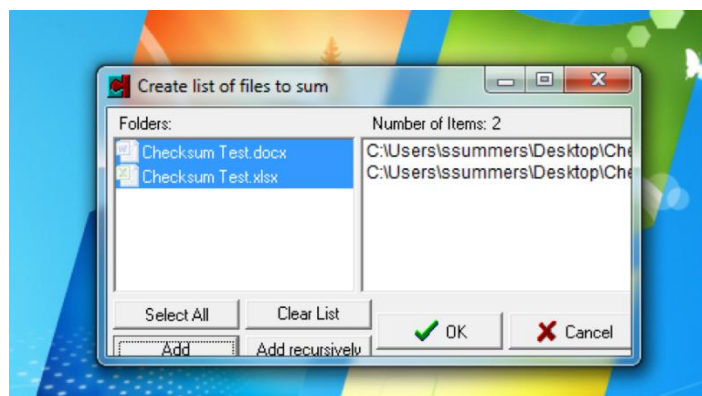 Create list of files to sum
Folders:
Number of Items: 2
Checksum Test.docx
Checksum Test.xlsx
C:\Users\ssummers\Desktop\Che
C:\Users\ssummers\Desktop\Che
Select All
Clear List
Add
Add recursively
OK
Cancel